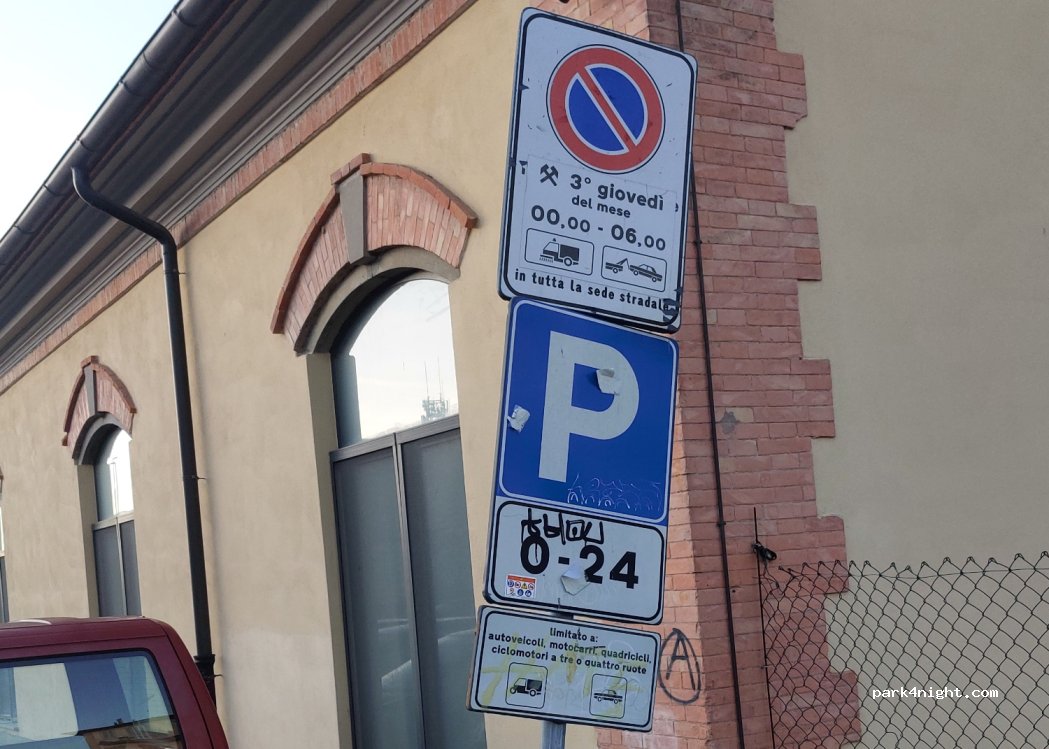 3° giovedì
del mese
00,00 - 06,00
in tutta la sede stradale
P
0-24
limitato a:
autoveicoli, motocarri, quadricicli,
ciclomotori a tre o quattro ruote
A
park4night.com